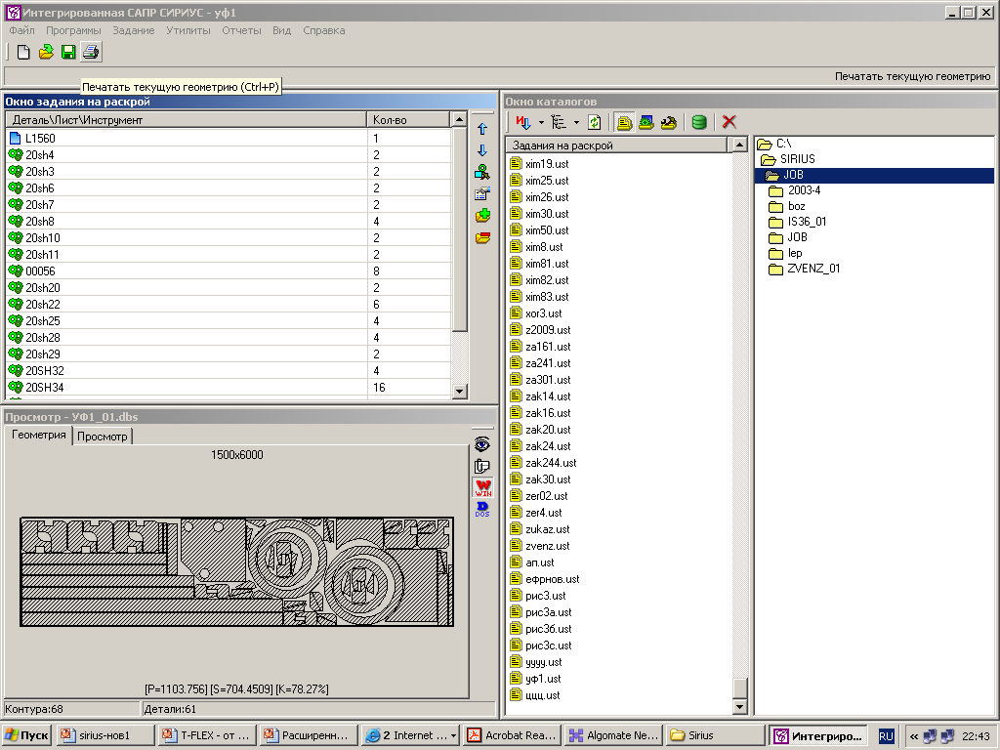 Интегрированная САПР СИРИУС - уф1
Файл Программы Задание Утилиты Отчеты Вид Справка
Печатать текущую геометрию
Печатать текущую геометрию (Ctrl+P)
Окно задания на раскрой
Деталь\Лист\Инструмент Кол-во
L1560 1
20sh4 2
20sh3 2
20sh6 2
20sh7 2
20sh8 4
20sh10 2
20sh11 2
00056 8
20sh20 2
20sh22 6
20sh25 4
20sh28 4
20sh29 2
20SH32 4
20SH34 16
Просмотр - УФ1_01.dbs
Геометрия Просмотр
1500x6000
WIN
DOS
[P=1103.756] [S=704.4509] [K=78.27%]
Контура:68 Детали:61
Окно каталогов
Задания на раскрой
xim19.ust
xim25.ust
xim26.ust
xim30.ust
xim50.ust
xim8.ust
xim81.ust
xim82.ust
xim83.ust
xor3.ust
z2009.ust
za161.ust
za241.ust
za301.ust
zak14.ust
zak16.ust
zak20.ust
zak24.ust
zak244.ust
zak30.ust
zer02.ust
zer4.ust
zukaz.ust
zvenz.ust
ап.ust
ефрнов.ust
рис3.ust
рис3а.ust
рис3б.ust
рис3с.ust
уууу.ust
уф1.ust
ццц.ust
C:\
SIRIUS
JOB
2003-4
boz
IS36_01
JOB
lep
ZVENZ_01
Пуск sirius-нов1 T-FLEX - от ... Расширенн... 2 Internet ... Acrobat Rea... Algomate Ne... Sirius Интегриро... RU « 22:43